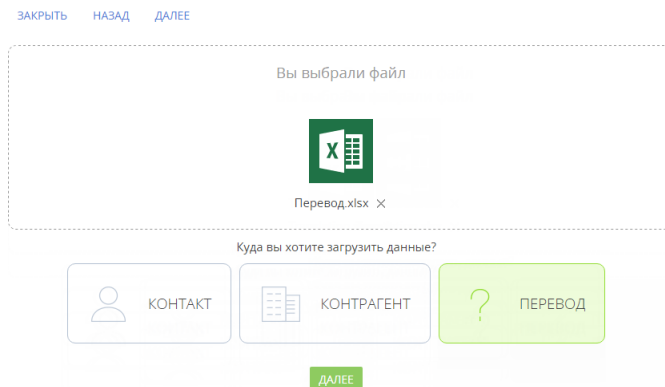 ЗАКРЫТЬ НАЗАД ДАЛЕЕ
Вы выбрали файл
X
Перевод.xlsx
Куда вы хотите загрузить данные?
КОНТАКТ КОНТРАГЕНТ ? ПЕРЕВОД
ДАЛЕЕ